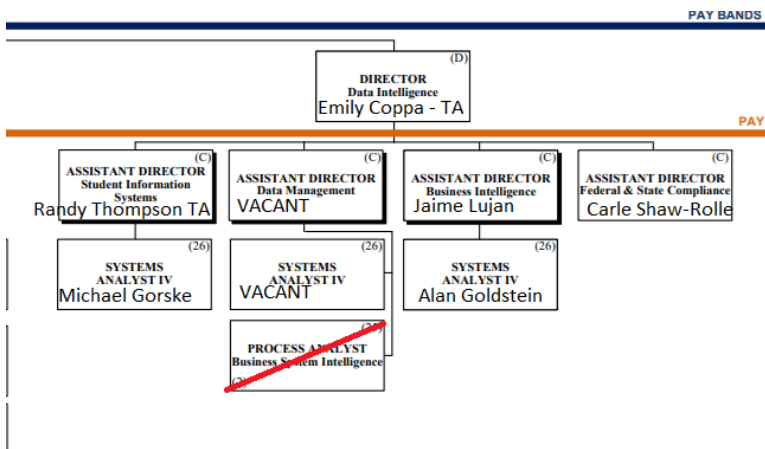 PAY BANDS
(D)
DIRECTOR
Data Intelligence
Emily Coppa - TA
PAY
(C)
ASSISTANT DIRECTOR
Student Information
Systems
Randy Thompson TA
(C)
ASSISTANT DIRECTOR
Data Management
VACANT
(C)
ASSISTANT DIRECTOR
Business Intelligence
Jaime Lujan
(C)
ASSISTANT DIRECTOR
Federal & State Compliance
Carle Shaw-Rolle
(26)
SYSTEMS
ANALYST IV
Michael Gorske
(26)
SYSTEMS
ANALYST IV
VACANT
(26)
SYSTEMS
ANALYST IV
Alan Goldstein
PROCESS ANALYST
Business System Intelligence